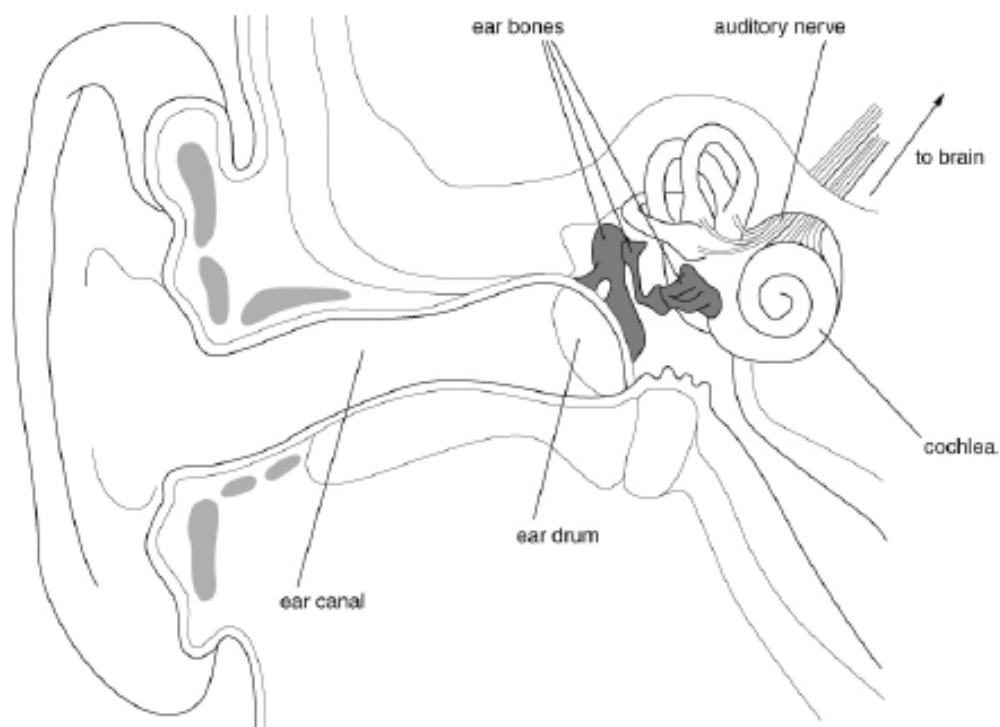 ear bones
auditory nerve
to brain
cochlea.
ear drum
ear canal